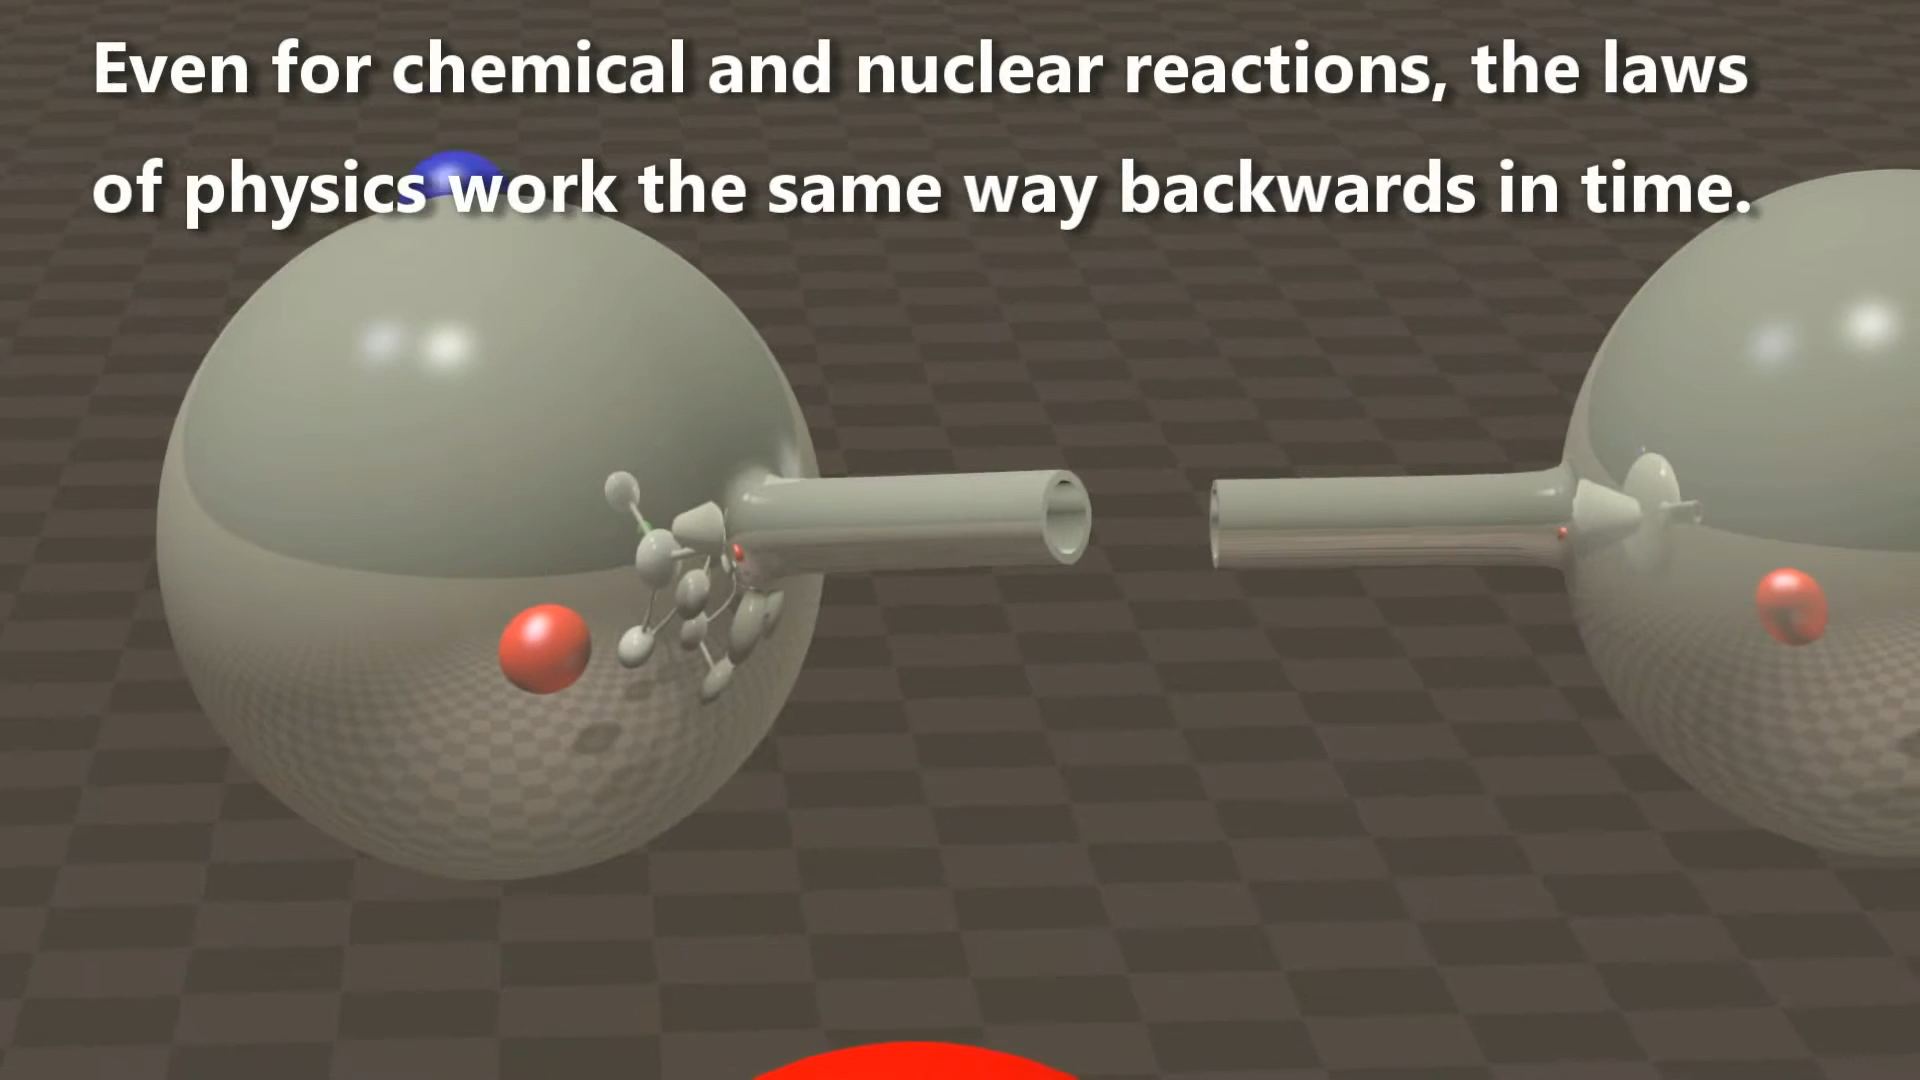 Even for chemical and nuclear reactions, the laws
of physics work the same way backwards in time.